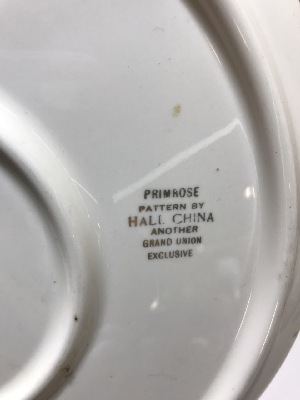 PRIMROSE
PATTERN BY
HALL CHINA
ANOTHER
GRAND UNION
EXCLUSIVE